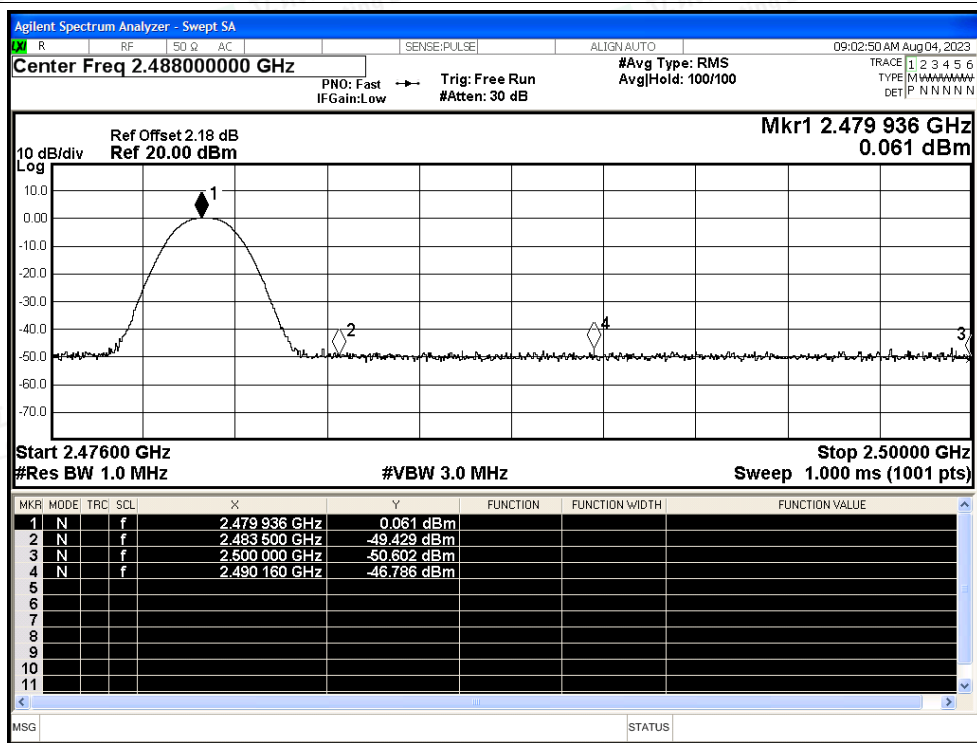 Agilent Spectrum Analyzer - Swept SA
LXI R RF 50 Ω AC SENSE:PULSE ALIGN AUTO 09:02:50 AM Aug 04, 2023
Center Freq 2.488000000 GHz
PNO: Fast
IFGain:Low
Trig: Free Run
#Atten: 30 dB
#Avg Type: RMS
Avg|Hold: 100/100
TRACE 1 2 3 4 5 6
TYPE M
DET P N N N N N
Mkr1 2.479 936 GHz
0.061 dBm
Ref Offset 2.18 dB
10 dB/div Ref 20.00 dBm
Log
10.0
0.00
-10.0
-20.0
-30.0
-40.0
-50.0
-60.0
-70.0
1
2
4
3
Start 2.47600 GHz Stop 2.50000 GHz
#Res BW 1.0 MHz #VBW 3.0 MHz Sweep 1.000 ms (1001 pts)
MKR MODE TRC SCL X Y FUNCTION FUNCTION WIDTH FUNCTION VALUE
1 N f 2.479 936 GHz 0.061 dBm
2 N f 2.483 500 GHz -49.429 dBm
3 N f 2.500 000 GHz -50.602 dBm
4 N f 2.490 160 GHz -46.786 dBm
5
6
7
8
9
10
11
MSG STATUS